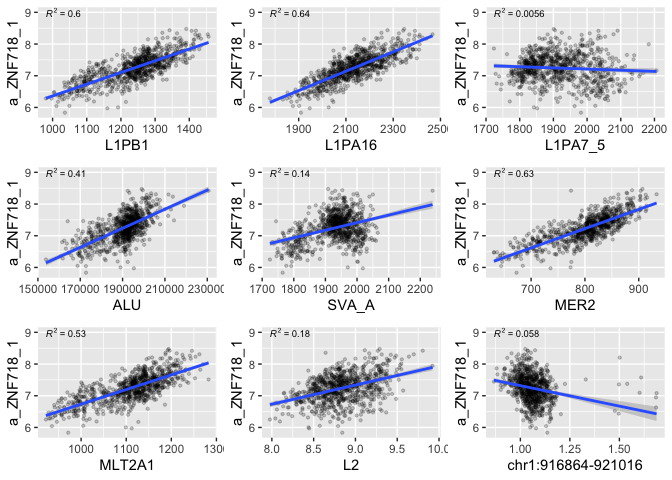 R² = 0.6
9
8
7
6
a_ZNF718_1
1000 1100 1200 1300 1400
L1PB1
R² = 0.64
9
8
7
6
a_ZNF718_1
1900 2100 2300 250
L1PA16
R² = 0.0056
9
8
7
6
a_ZNF718_1
1700 1800 1900 2000 2100 2200
L1PA7_5
R² = 0.41
9
8
7
6
a_ZNF718_1
150000 170000 190000 210000 230000
ALU
R² = 0.14
9
8
7
6
a_ZNF718_1
1700 1800 1900 2000 2100 2200
SVA_A
R² = 0.63
9
8
7
6
a_ZNF718_1
700 800 900
MER2
R² = 0.53
9
8
7
6
a_ZNF718_1
1000 1100 1200 130
MLT2A1
R² = 0.18
9
8
7
6
a_ZNF718_1
8.0 8.5 9.0 9.5 10.0
L2
R² = 0.058
9
8
7
6
a_ZNF718_1
1.00 1.25 1.50
chr1:916864-921016